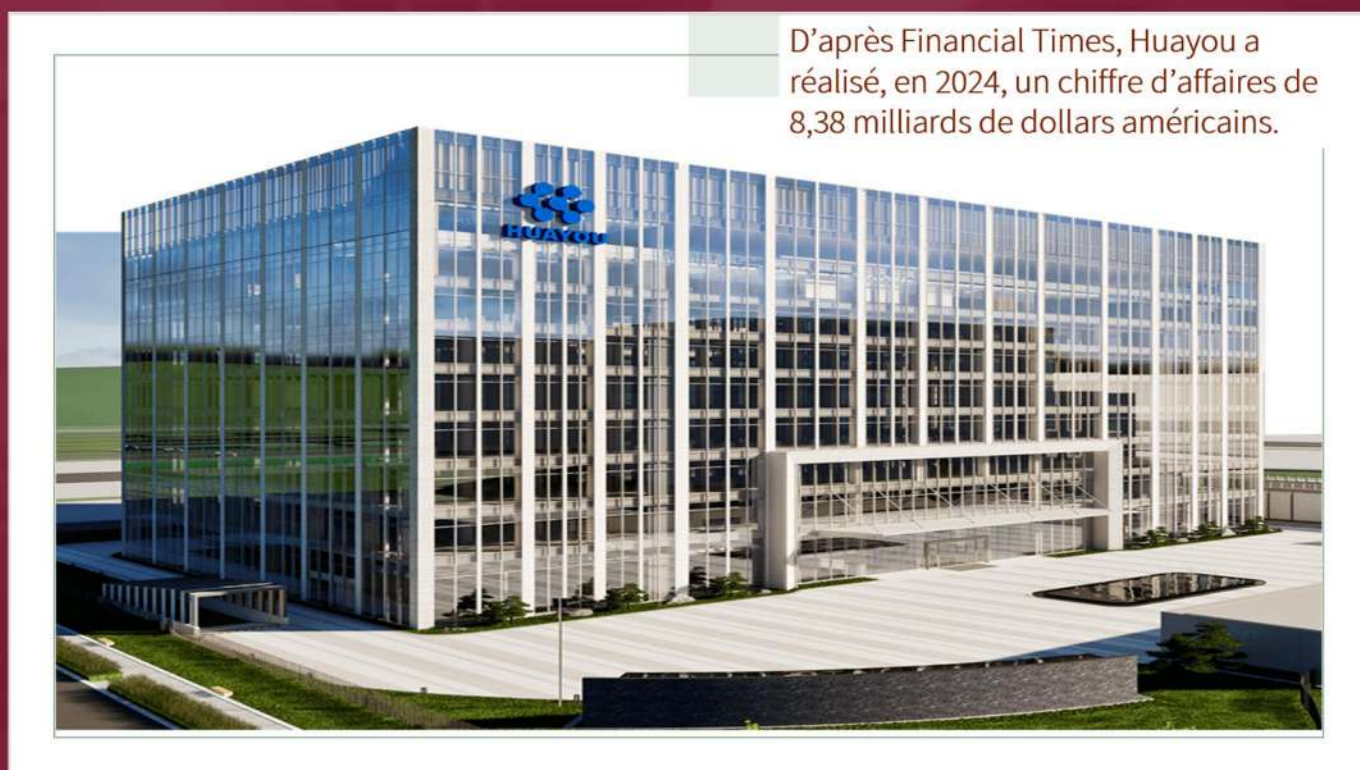 D'après Financial Times, Huayou a
réalisé, en 2024, un chiffre d'affaires de
8,38 milliards de dollars américains.
HUAYOU